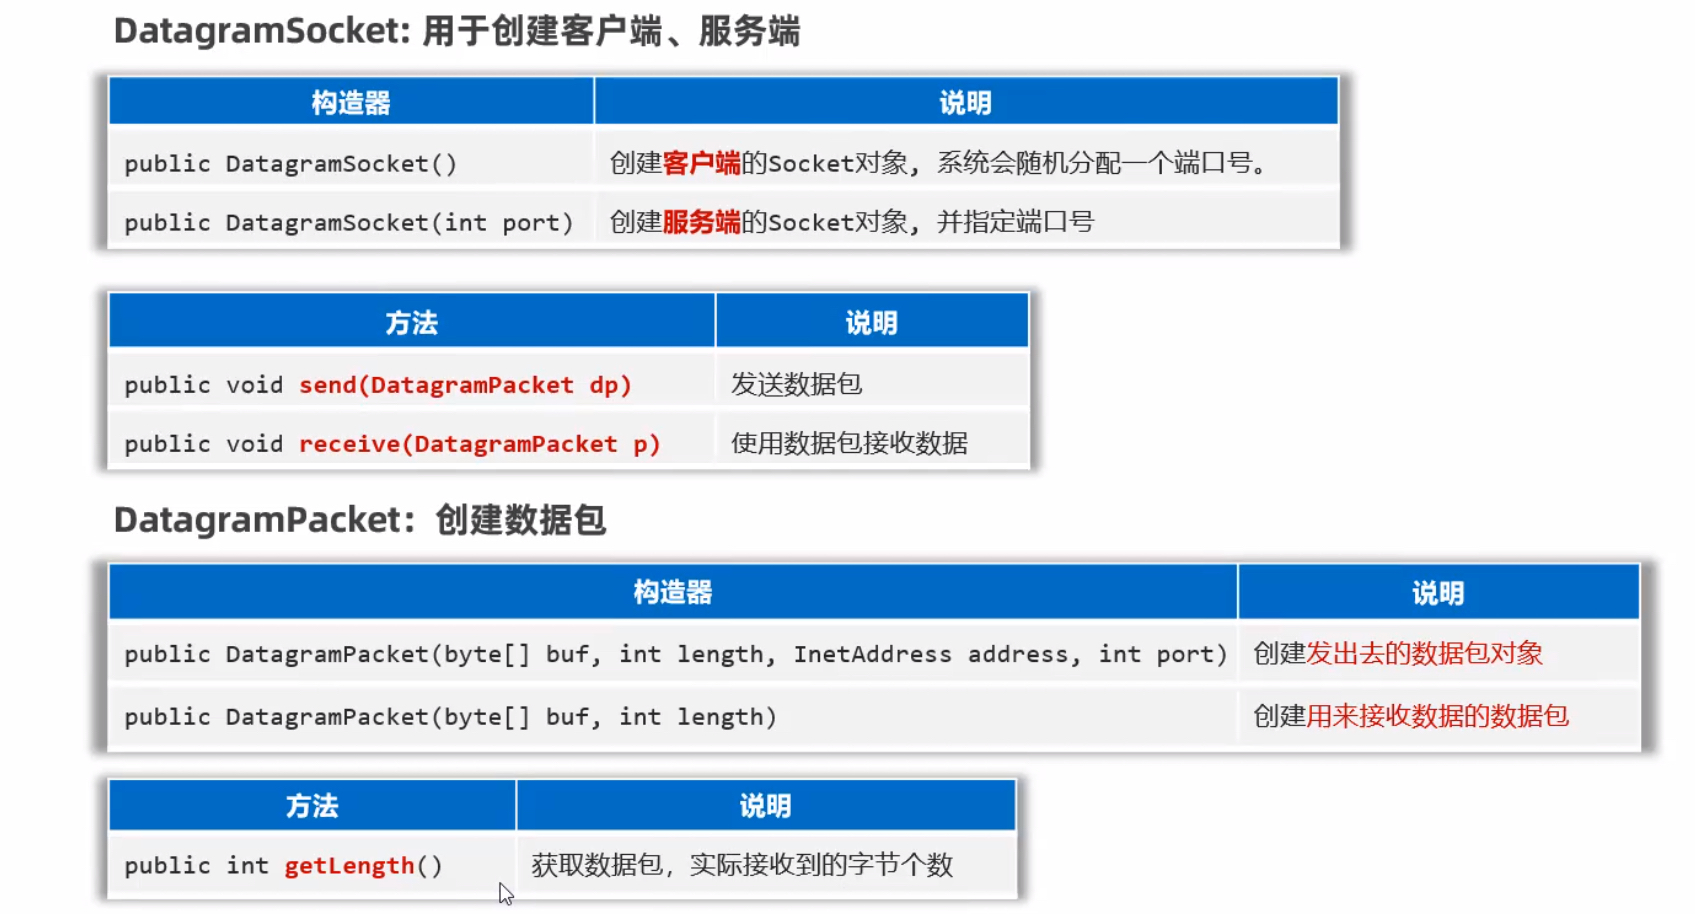 DatagramSocket: 用于创建客户端、服务端
构造器 说明
public DatagramSocket() 创建客户端的Socket对象, 系统会随机分配一个端口号。
public DatagramSocket(int port) 创建服务端的Socket对象, 并指定端口号
方法 说明
public void send(DatagramPacket dp) 发送数据包
public void receive(DatagramPacket p) 使用数据包接收数据
DatagramPacket：创建数据包
构造器 说明
public DatagramPacket(byte[] buf, int length, InetAddress address, int port) 创建发出去的数据包对象
public DatagramPacket(byte[] buf, int length) 创建用来接收数据的数据包
方法 说明
public int getLength() 获取数据包，实际接收到的字节个数